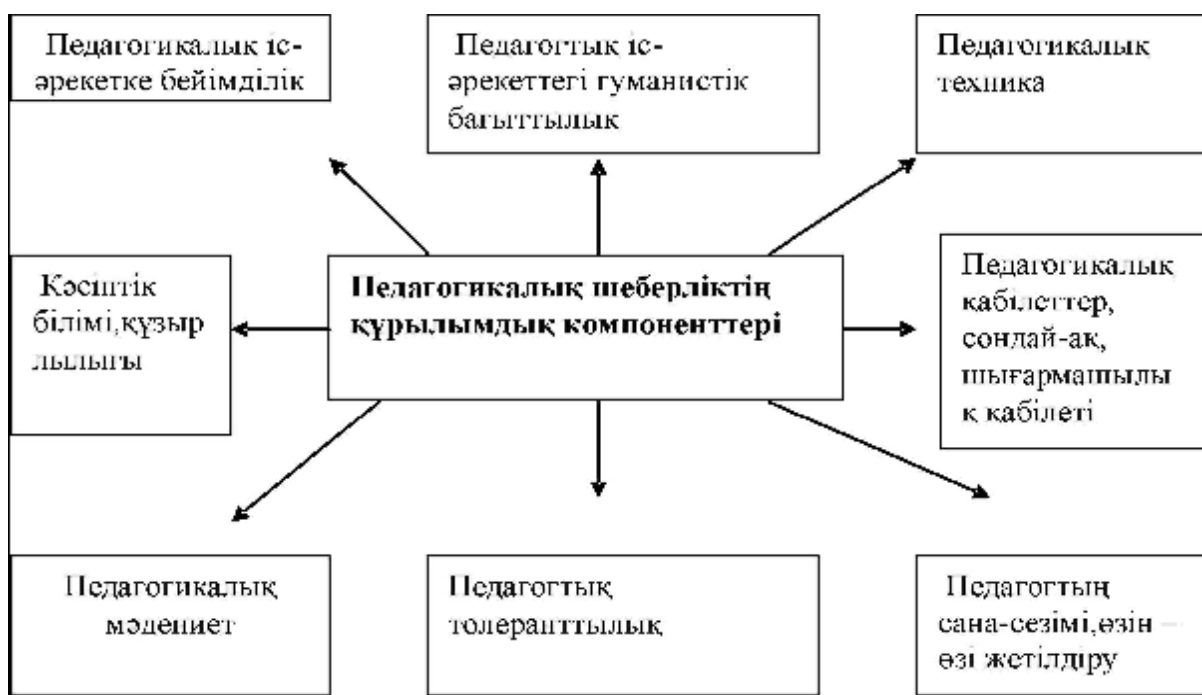 Педагогикалық іс-
әрекетке бейімділік
Педагогтық іс-
әрекеттегі гуманистік
бағыттылық
Педагогикалық
техника
Кәсіптік
білімі,құзыр
лылығы
Педагогикалық шеберліктің
құрылымдық компоненттері
Педагогикалық
қабілеттер,
сондай-ақ,
шығармашылы
қ қабілеті
Педагогикалық
мәдениет
Педагогтық
толеранттылық
Педагогтың
сана-сезімі,өзін –
өзі жетілдіру